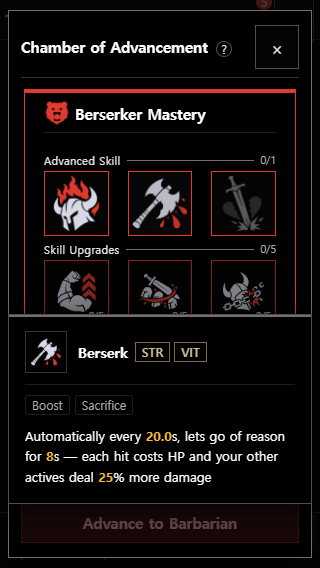 Chamber of Advancement ?
×
Berserker Mastery
Advanced Skill 0/1
Skill Upgrades 0/5
Berserk STR VIT
Boost Sacrifice
Automatically every 20.0s, lets go of reason
for 8s — each hit costs HP and your other
actives deal 25% more damage
Advance to Barbarian